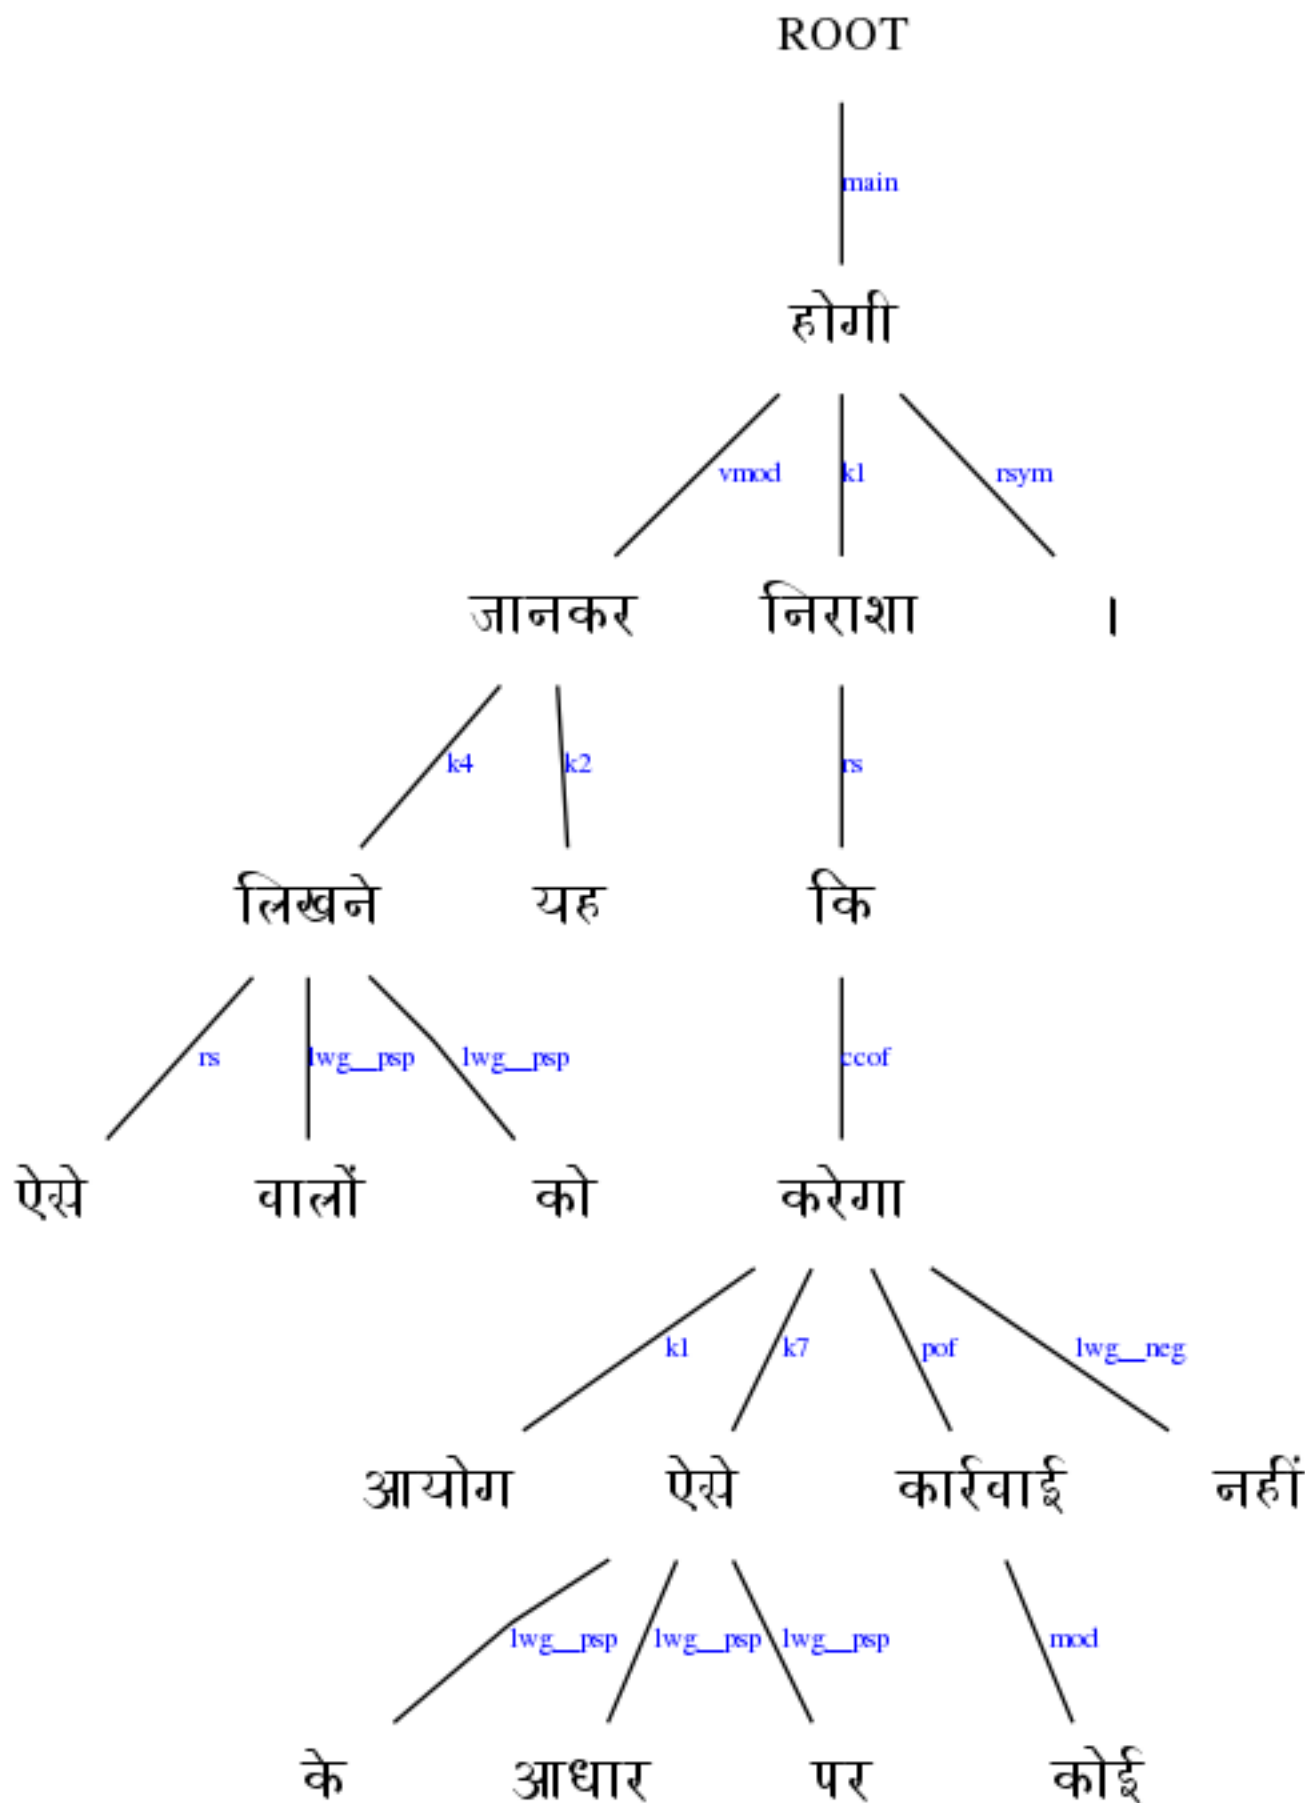 ROOT
main
होगी
vmod k1 rsym
जानकर निराशा ।
k4 k2 rs
लिखने यह कि
rs lwg__psp lwg__psp ccof
ऐसे वालों को करेगा
k1 k7 pof lwg__neg
आयोग ऐसे कार्रवाई नहीं
lwg__psp lwg__psp lwg__psp mod
के आधार पर कोई